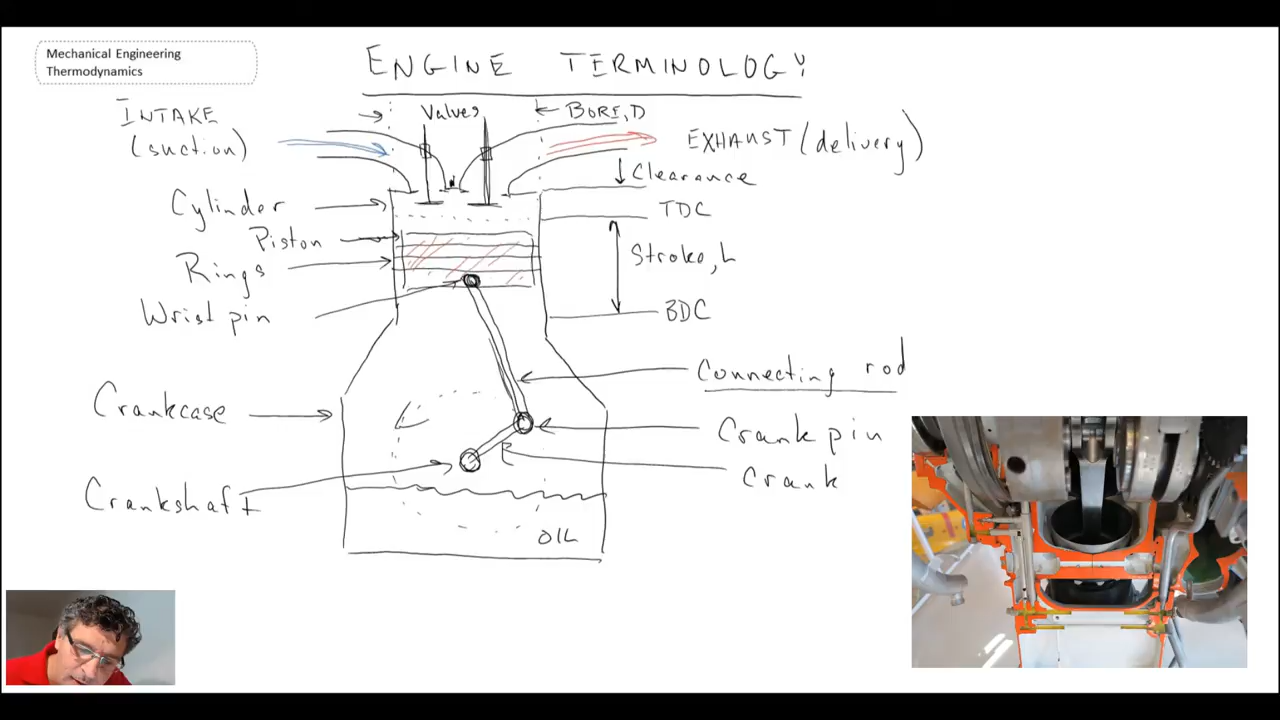 Mechanical Engineering
Thermodynamics
ENGINE TERMINOLOGY
INTAKE
(suction)
Valves
BORE, D
EXHAUST (delivery)
Clearance
Cylinder
TDC
Piston
Stroke, L
Rings
Wrist pin
BDC
Connecting rod
Crankcase
Crank pin
Crank
Crankshaft
OIL